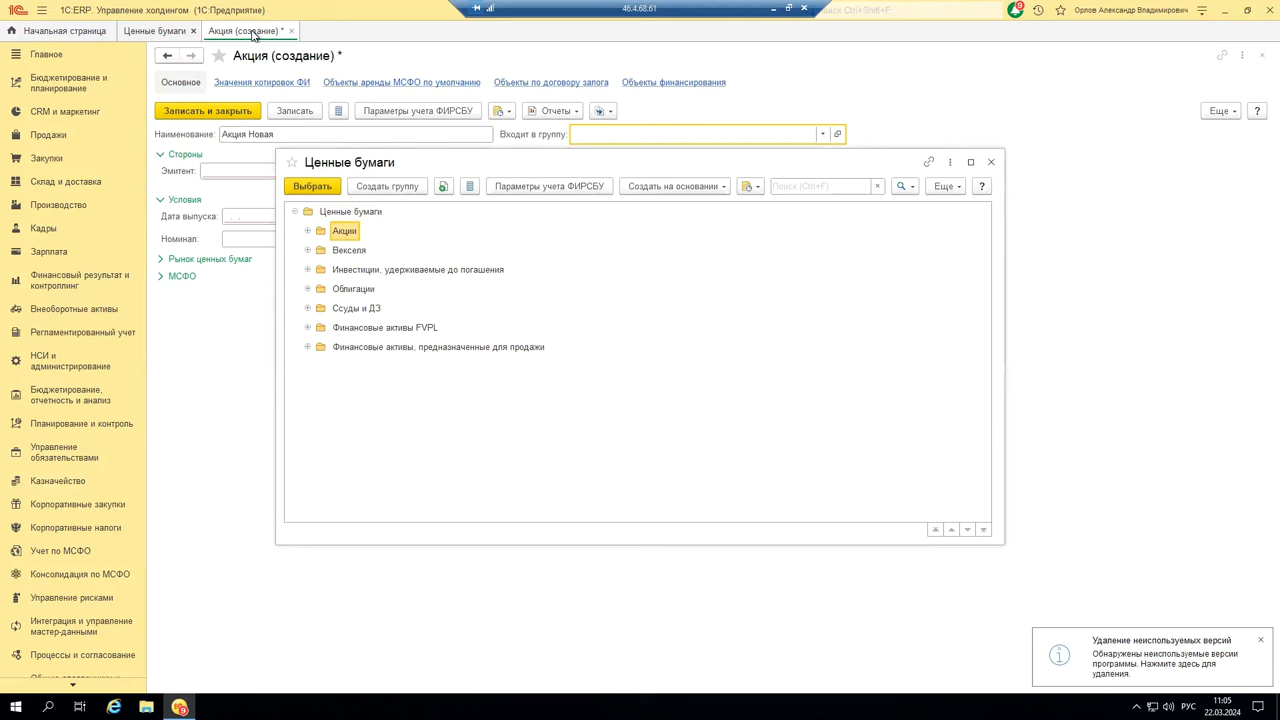 1C:ERP. Управление холдингом (1С:Предприятие)
46.4.68.61
Ctrl+Shift+F)
Орлов Александр Владимирович
Начальная страница
Ценные бумаги ×
Акция (создание) * ×
Акция (создание) *
Основное
Значения котировок ФИ
Объекты аренды МСФО по умолчанию
Объекты по договору залога
Объекты финансирования
Записать и закрыть
Записать
Параметры учета ФИРСБУ
Отчеты
Еще
?
Наименование: Акция Новая
Входит в группу:
Стороны
Эмитент:
Условия
Дата выпуска: . .
Номинал:
Рынок ценных бумаг
МСФО
Ценные бумаги
Выбрать
Создать группу
Параметры учета ФИРСБУ
Создать на основании
Поиск (Ctrl+F)
×
Еще
?
Ценные бумаги
Акции
Векселя
Инвестиции, удерживаемые до погашения
Облигации
Ссуды и ДЗ
Финансовые активы FVPL
Финансовые активы, предназначенные для продажи
Главное
Бюджетирование и
планирование
CRM и маркетинг
Продажи
Закупки
Склад и доставка
Производство
Кадры
Зарплата
Финансовый результат и
контроллинг
Внеоборотные активы
Регламентированный учет
НСИ и
администрирование
Бюджетирование,
отчетность и анализ
Планирование и контроль
Управление
обязательствами
Казначейство
Корпоративные закупки
Корпоративные налоги
Учет по МСФО
Консолидация по МСФО
Управление рисками
Интеграция и управление
мастер-данными
Процессы и согласование
Удаление неиспользуемых версий
Обнаружены неиспользуемые версии
программы. Нажмите здесь для
удаления.
РУС
11:05
22.03.2024